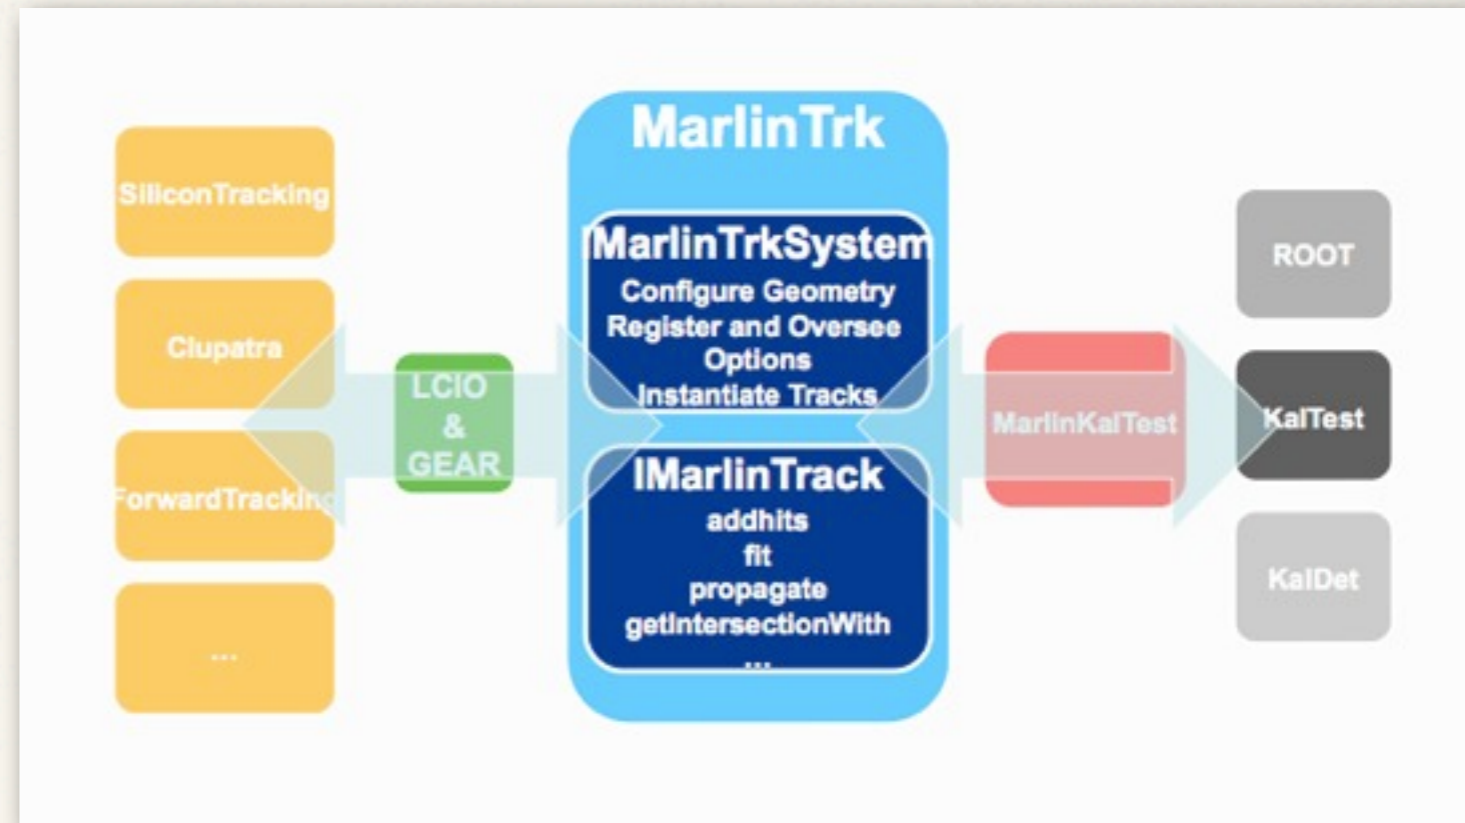 SiliconTracking
Clupatra
ForwardTracking
...
LCIO
&
GEAR
MarlinTrk
IMarlinTrkSystem
Configure Geometry
Register and Oversee
Options
Instantiate Tracks
IMarlinTrack
addhits
fit
propagate
getIntersectionWith
...
MarlinKalTest
ROOT
KalTest
KalDet